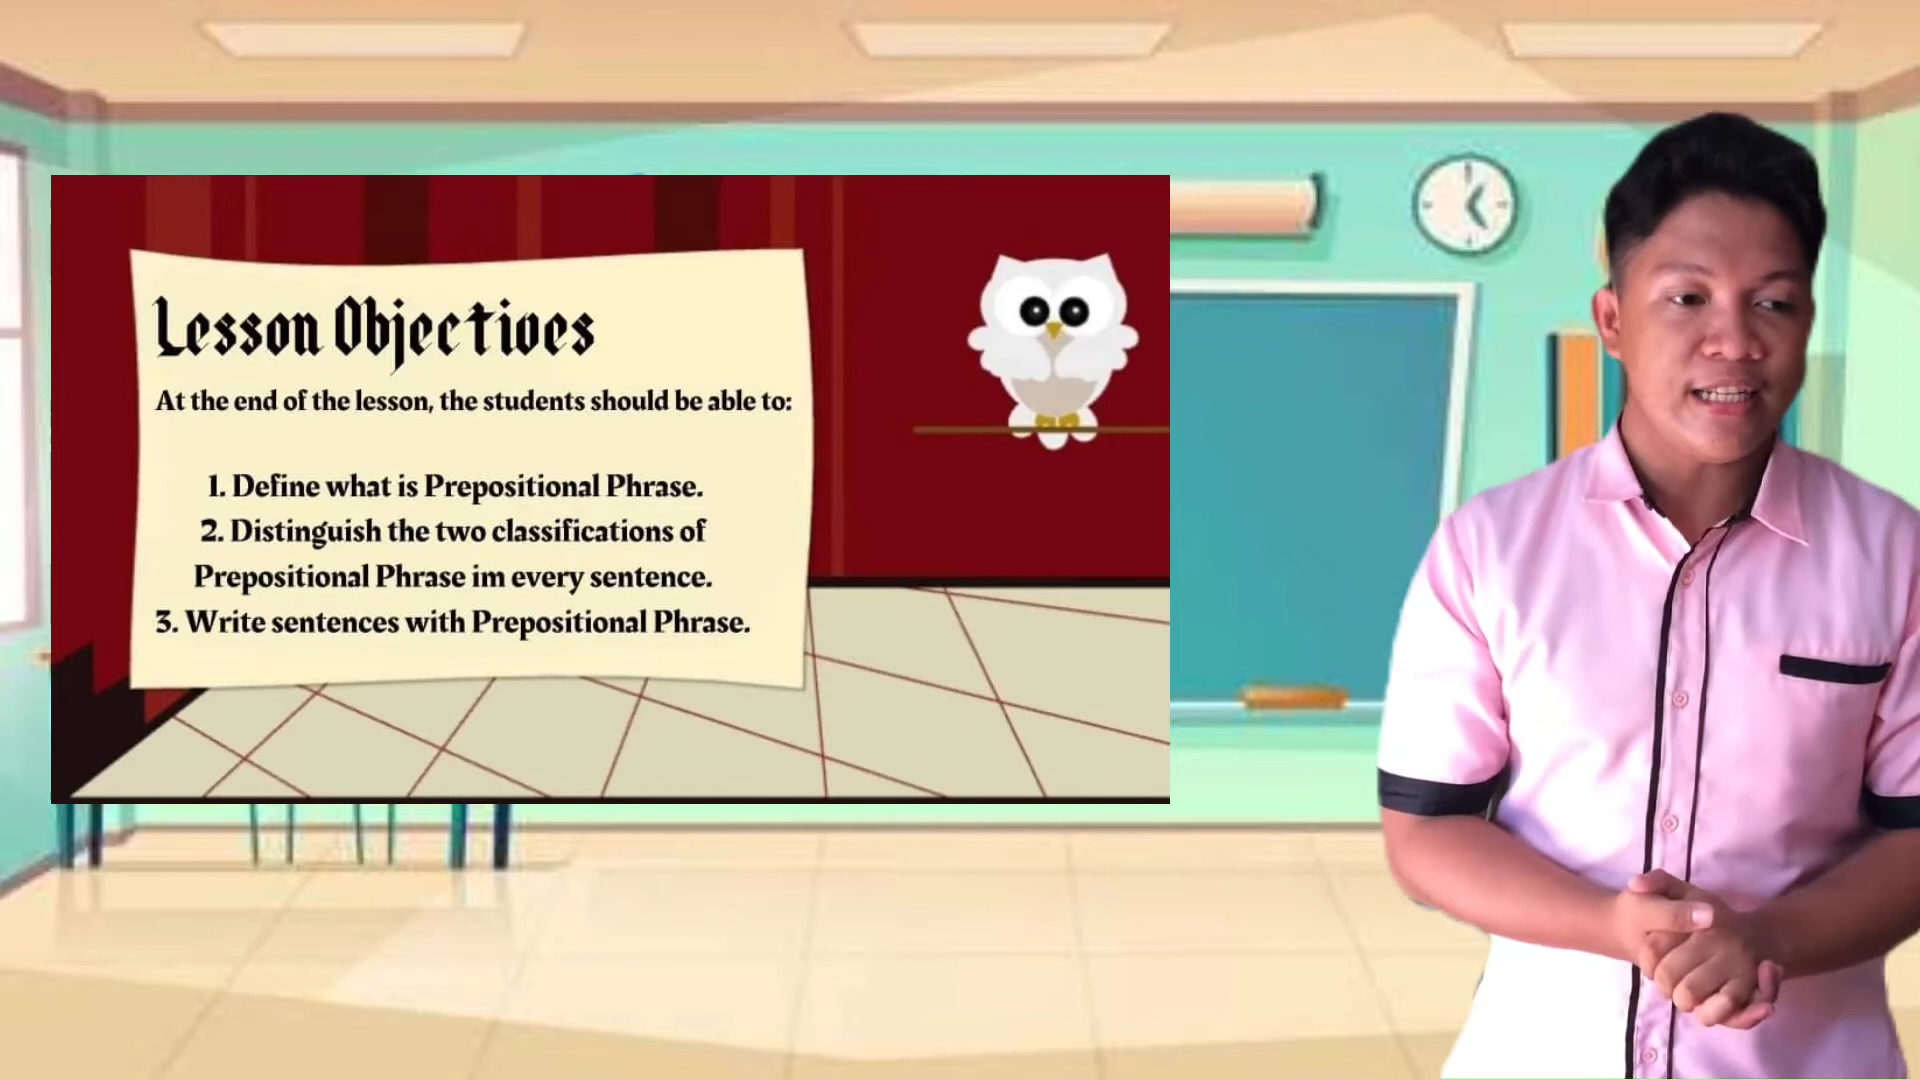 Lesson Objectives
At the end of the lesson, the students should be able to:
1. Define what is Prepositional Phrase.
2. Distinguish the two classifications of
Prepositional Phrase im every sentence.
3. Write sentences with Prepositional Phrase.